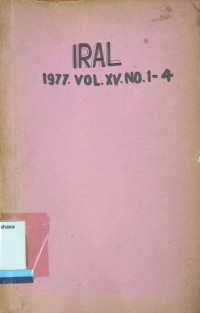 IRAL
1977. VOL. XV. NO. 1-4